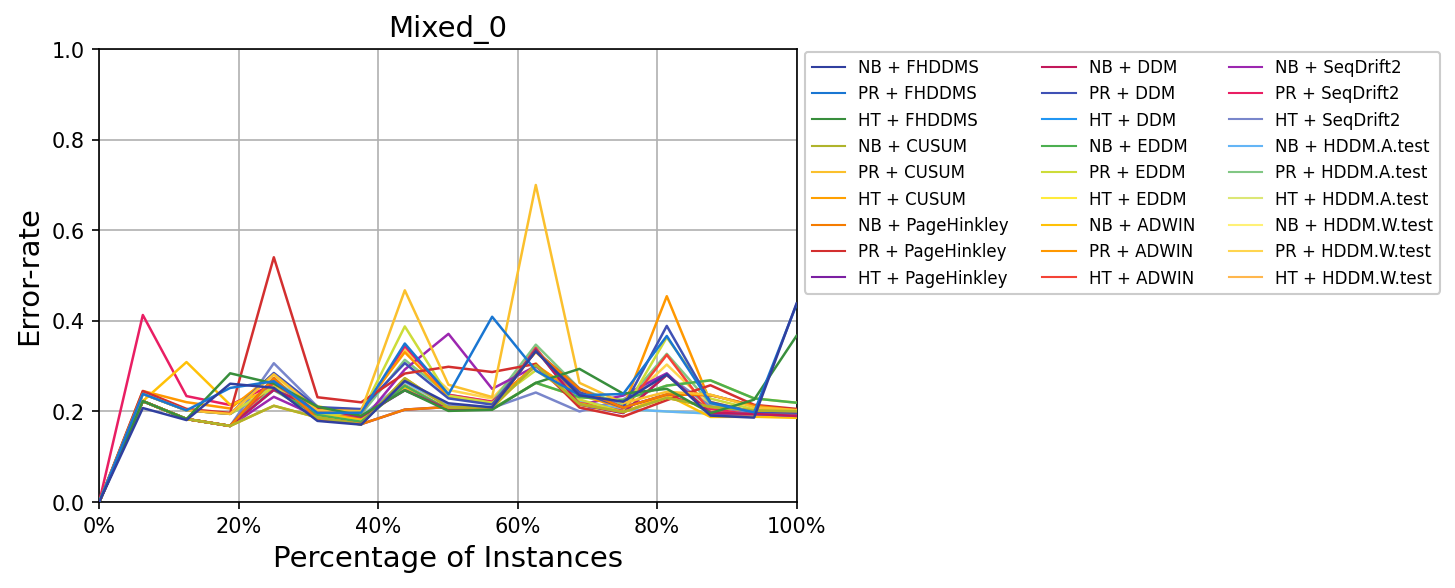 Mixed_0
Error-rate
1.0
0.8
0.6
0.4
0.2
0.0
0%
20%
40%
60%
80%
100%
Percentage of Instances
NB + FHDDMS
PR + FHDDMS
HT + FHDDMS
NB + CUSUM
PR + CUSUM
HT + CUSUM
NB + PageHinkley
PR + PageHinkley
HT + PageHinkley
NB + DDM
PR + DDM
HT + DDM
NB + EDDM
PR + EDDM
HT + EDDM
NB + ADWIN
PR + ADWIN
HT + ADWIN
NB + SeqDrift2
PR + SeqDrift2
HT + SeqDrift2
NB + HDDM.A.test
PR + HDDM.A.test
HT + HDDM.A.test
NB + HDDM.W.test
PR + HDDM.W.test
HT + HDDM.W.test